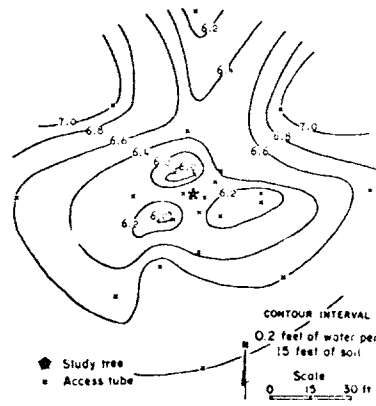 6.2
6.4
7.0
6.8
6.6
6.4
6.6
6.8
7.0
6.2
6.2
CONTOUR INTERVAL
0.2 feet of water per
15 feet of soil
Study tree
Access tube
Scale
0 15 30 ft